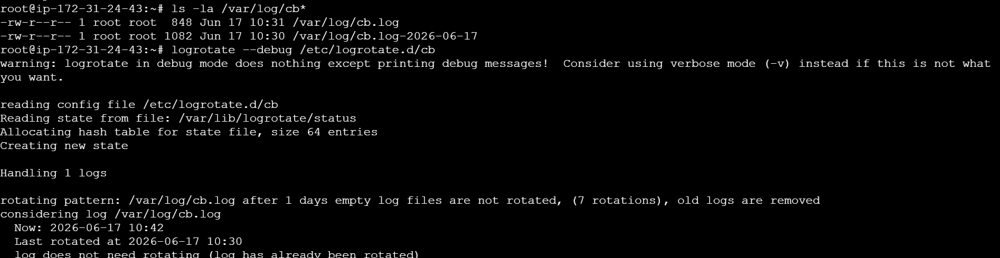 root@ip-172-31-24-43:~# ls -la /var/log/cb*
-rw-r--r-- 1 root root  848 Jun 17 10:31 /var/log/cb.log
-rw-r--r-- 1 root root 1082 Jun 17 10:30 /var/log/cb.log-2026-06-17
root@ip-172-31-24-43:~# logrotate --debug /etc/logrotate.d/cb
warning: logrotate in debug mode does nothing except printing debug messages!  Consider using verbose mode (-v) instead if this is not what
you want.

reading config file /etc/logrotate.d/cb
Reading state from file: /var/lib/logrotate/status
Allocating hash table for state file, size 64 entries
Creating new state

Handling 1 logs

rotating pattern: /var/log/cb.log after 1 days empty log files are not rotated, (7 rotations), old logs are removed
considering log /var/log/cb.log
  Now: 2026-06-17 10:42
  Last rotated at 2026-06-17 10:30
  log does not need rotating (log has already been rotated)